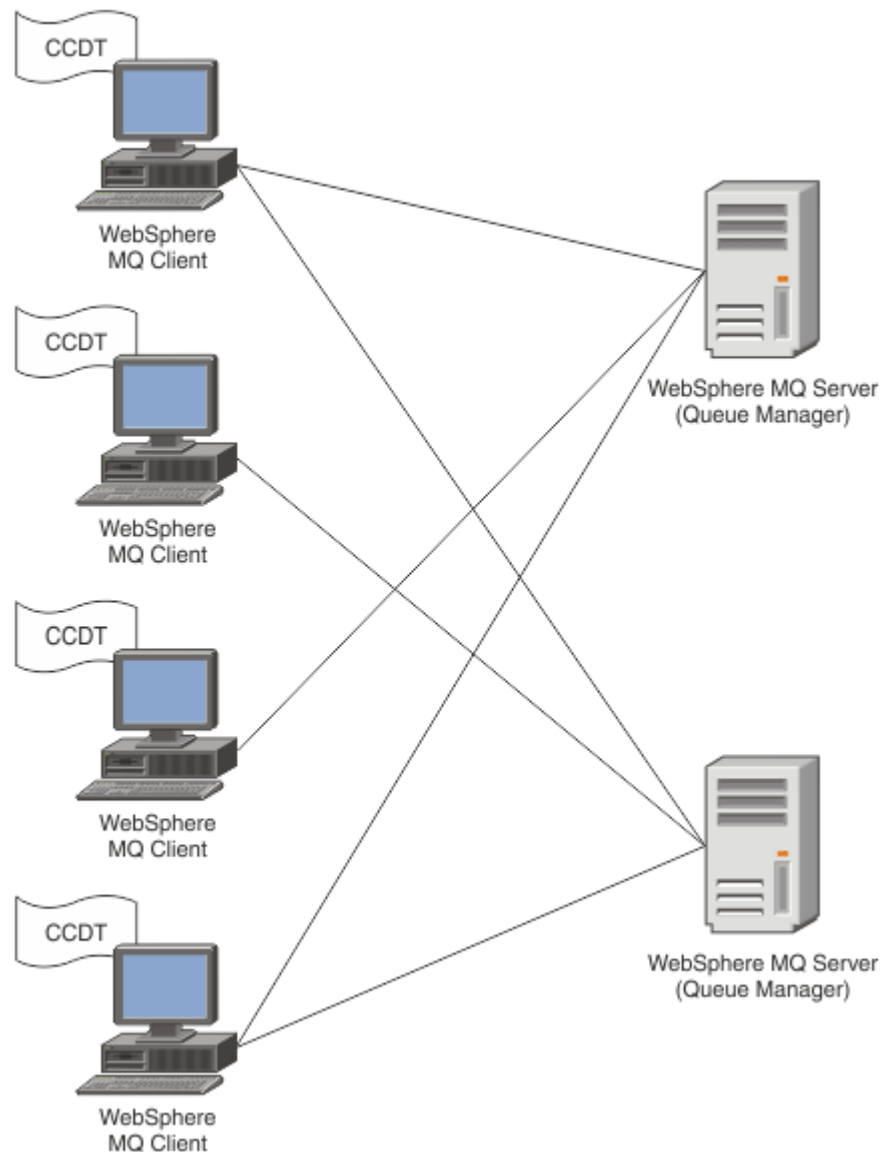 CCDT
WebSphere
MQ Client
WebSphere MQ Server
(Queue Manager)
CCDT
WebSphere
MQ Client
CCDT
WebSphere
MQ Client
WebSphere MQ Server
(Queue Manager)
CCDT
WebSphere
MQ Client